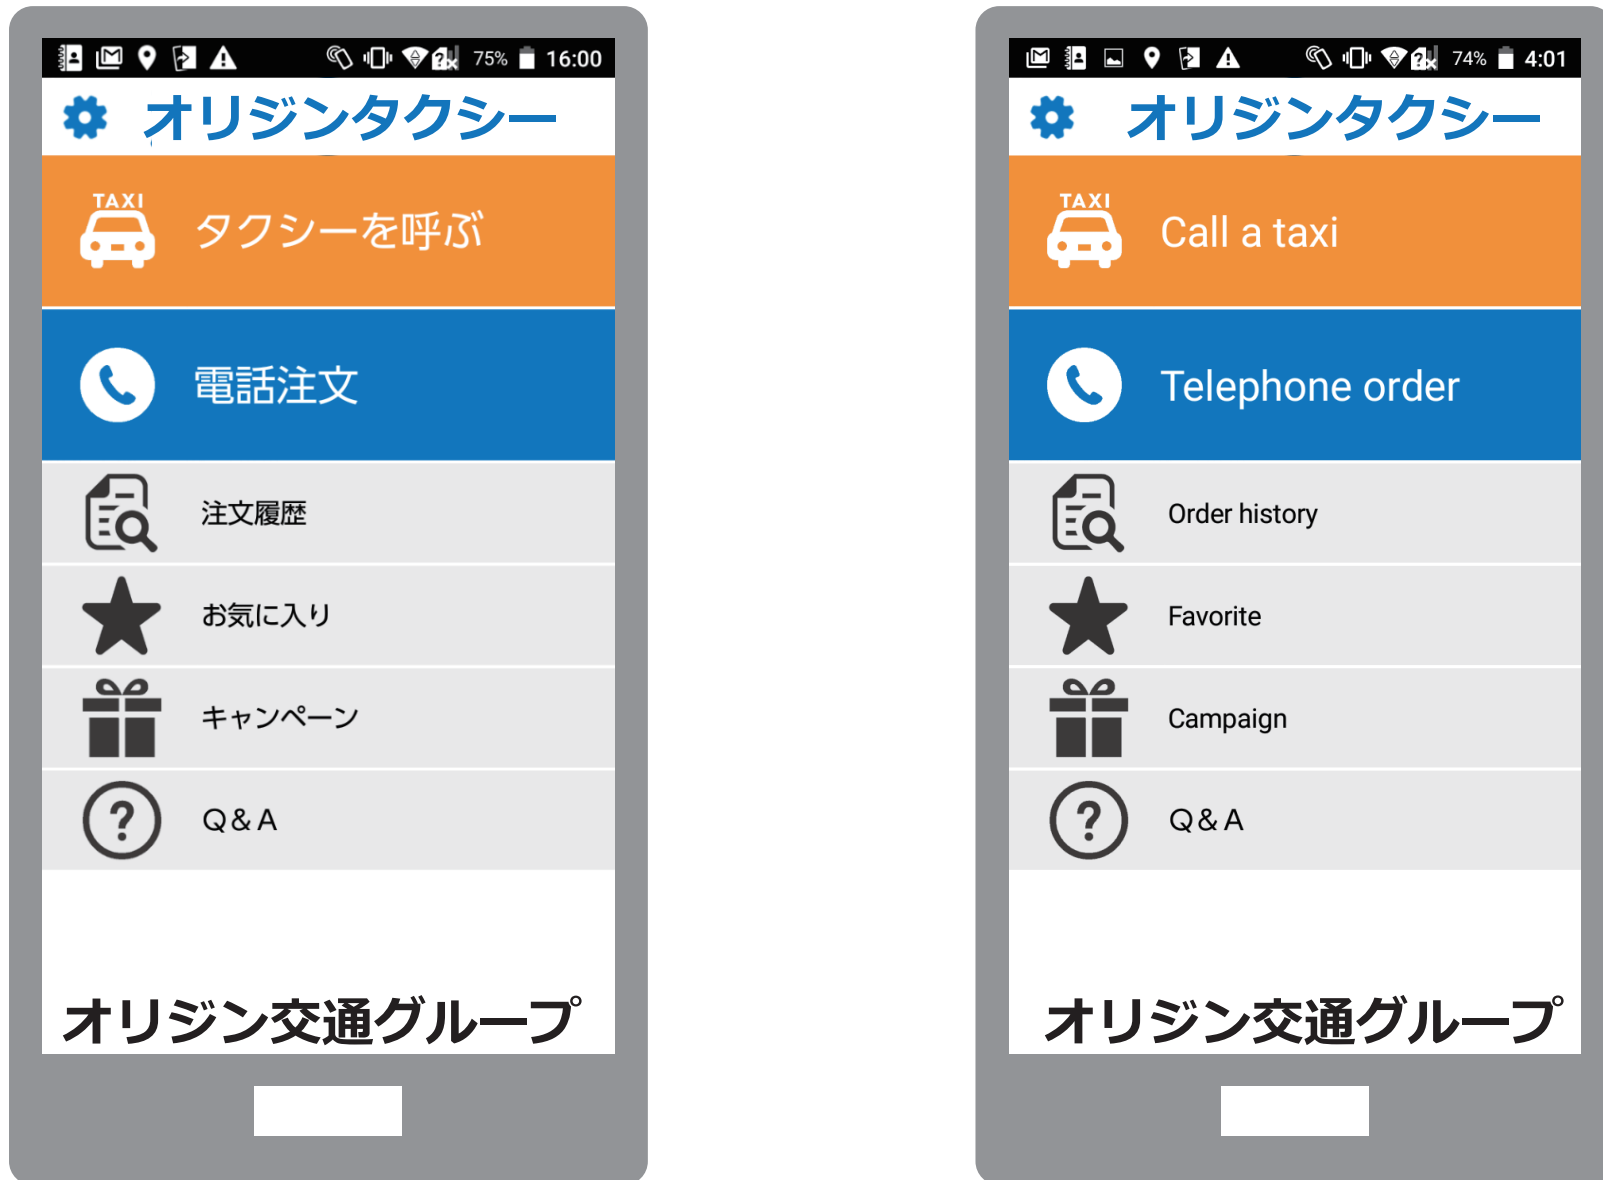 75% 16:00
オリジンタクシー
TAXI
タクシーを呼ぶ
電話注文
注文履歴
お気に入り
キャンペーン
Q&A
オリジン交通グループ
74% 4:01
オリジンタクシー
TAXI
Call a taxi
Telephone order
Order history
Favorite
Campaign
Q&A
オリジン交通グループ